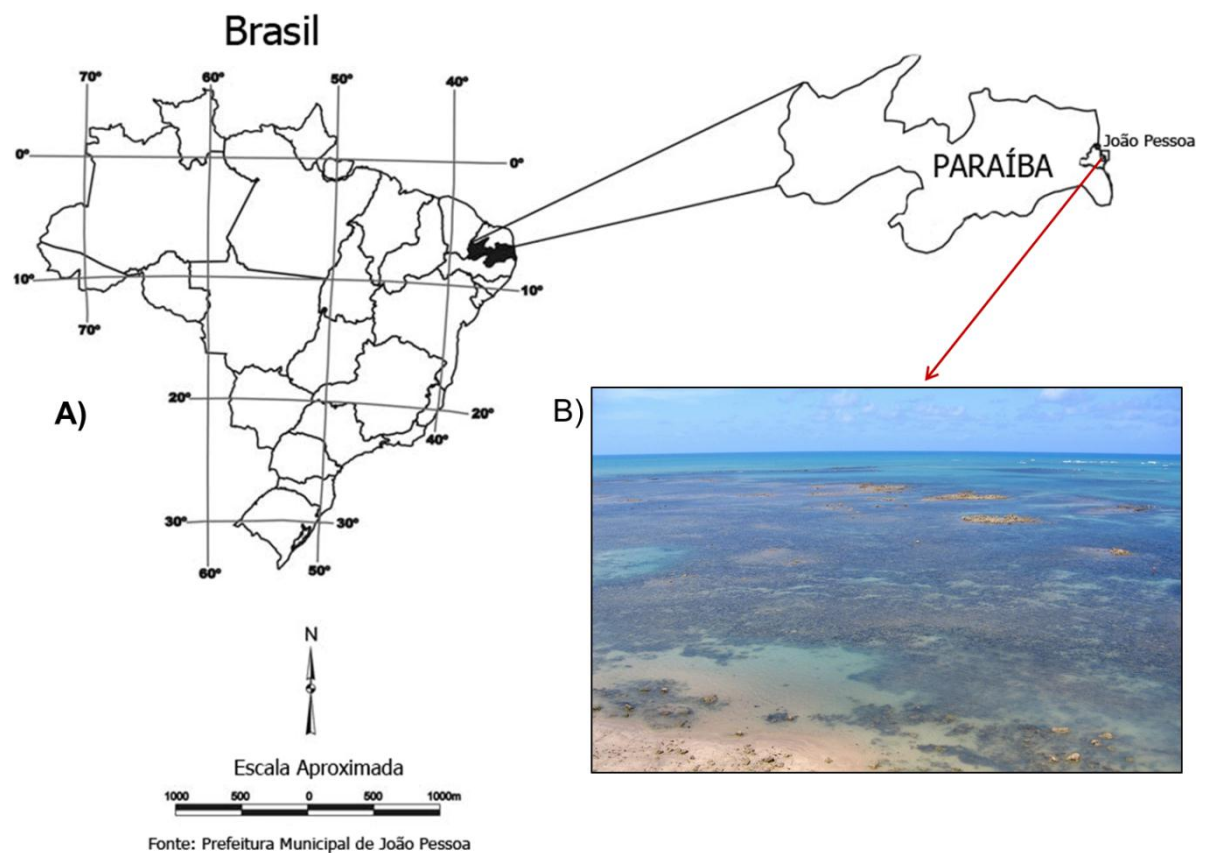 Brasil
70°
60°
50°
40°
0°
0°
João Pessoa
PARAÍBA
10°
10°
70°
A)
B)
20°
20°
40°
30°
30°
60°
50°
N
Escala Aproximada
1000 500 0 500 1000m
Fonte: Prefeitura Municipal de João Pessoa